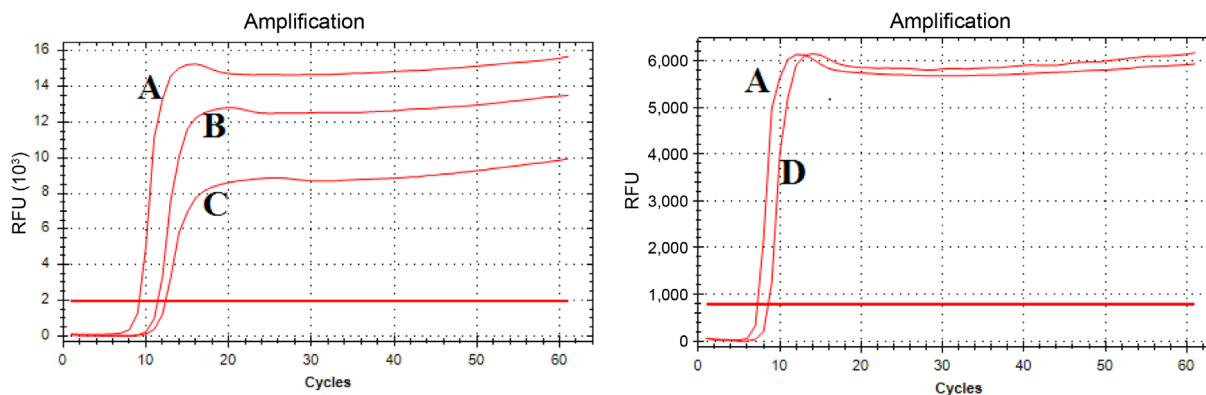 Amplification
RFU (10³)
16
14
12
10
8
6
4
2
0
A
B
C
0 10 20 30 40 50 60
Cycles
Amplification
RFU
6,000
5,000
4,000
3,000
2,000
1,000
0
A
D
0 10 20 30 40 50 60
Cycles